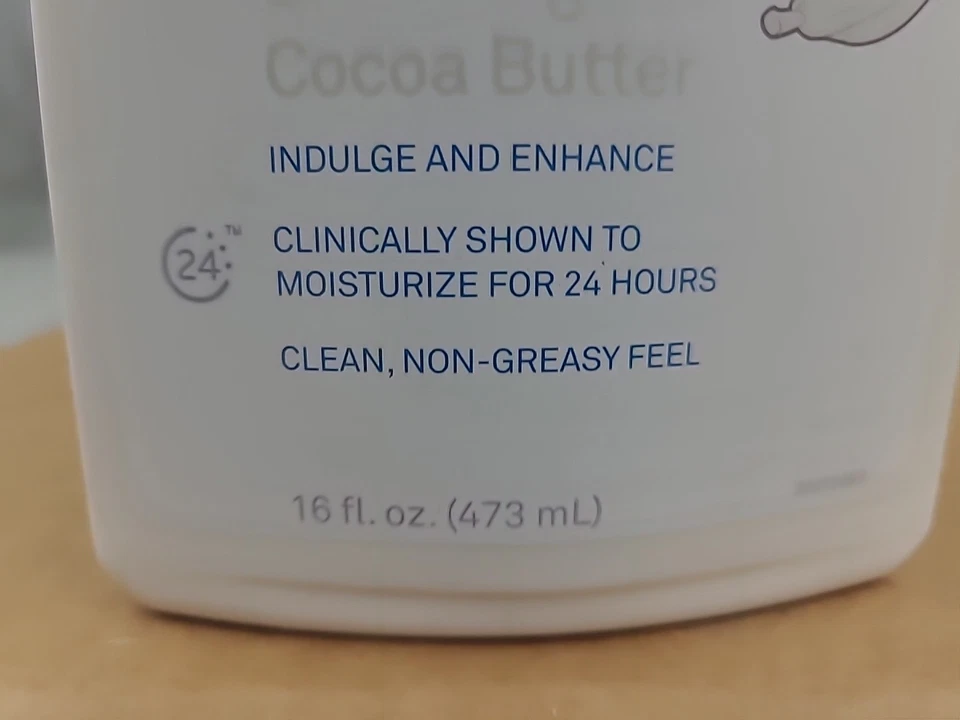 Cocoa Butter
INDULGE AND ENHANCE
24 TM
CLINICALLY SHOWN TO
MOISTURIZE FOR 24 HOURS
CLEAN, NON-GREASY FEEL
16 fl. oz. (473 mL)